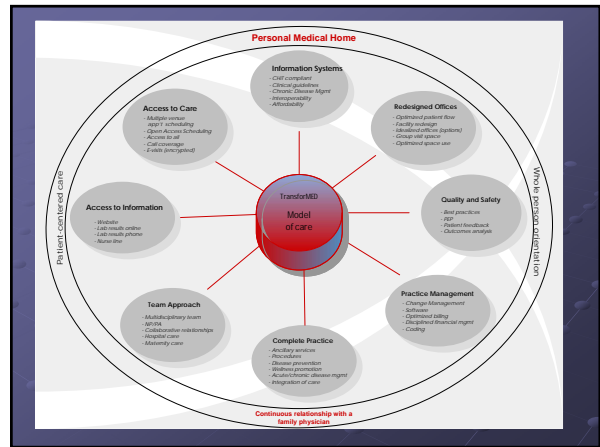 Personal Medical Home
Information Systems
- CHIT compliant
- Clinical guidelines
- Chronic Disease Mgmt
- Interoperability
- Affordability
Redesigned Offices
- Optimized patient flow
- Facility redesign
- Idealized offices (options)
- Group visit space
- Optimized space use
Quality and Safety
- Best practices
- PEP
- Patient feedback
- Outcomes analysis
Practice Management
- Change Management
- Software
- Optimized billing
- Disciplined financial mgmt
- Coding
Complete Practice
- Ancillary services
- Procedures
- Disease prevention
- Wellness promotion
- Acute/chronic disease mgmt
- Integration of care
Team Approach
- Multidisciplinary team
- NP/PA
- Collaborative relationships
- Hospital care
- Maternity care
Access to Information
- Website
- Lab results online
- Lab results phone
- Nurse line
Access to Care
- Multiple venue
app't scheduling
- Open Access Scheduling
- Access to all
- Call coverage
- E-visits (encrypted)
TransforMED
Model
of care
Patient-centered care
Whole person orientation
Continuous relationship with a
family physician